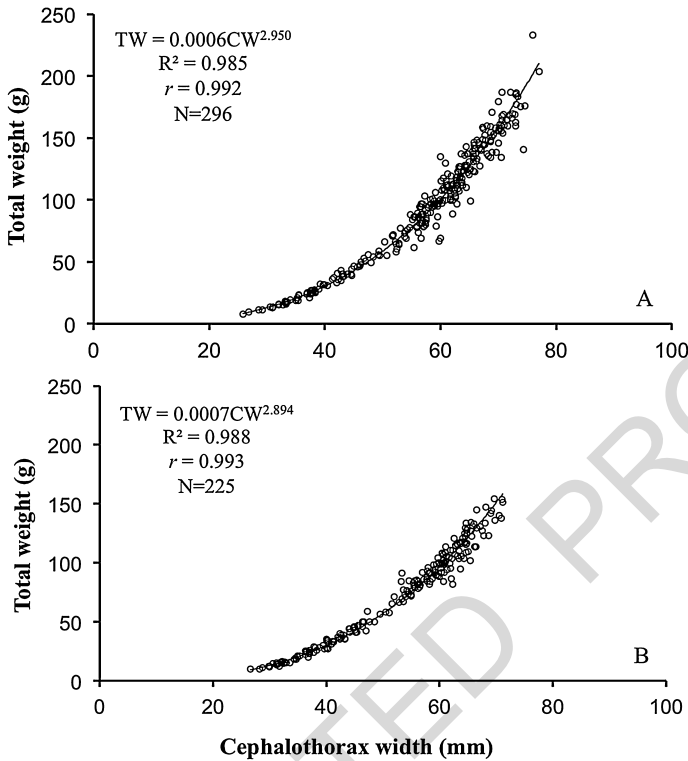 250
200
150
100
50
0
Total weight (g)
TW = 0.0006CW^2.950
R² = 0.985
r = 0.992
N=296
A
0 20 40 60 80 100
250
200
150
100
50
0
Total weight (g)
TW = 0.0007CW^2.894
R² = 0.988
r = 0.993
N=225
B
0 20 40 60 80 100
Cephalothorax width (mm)
TED PRO